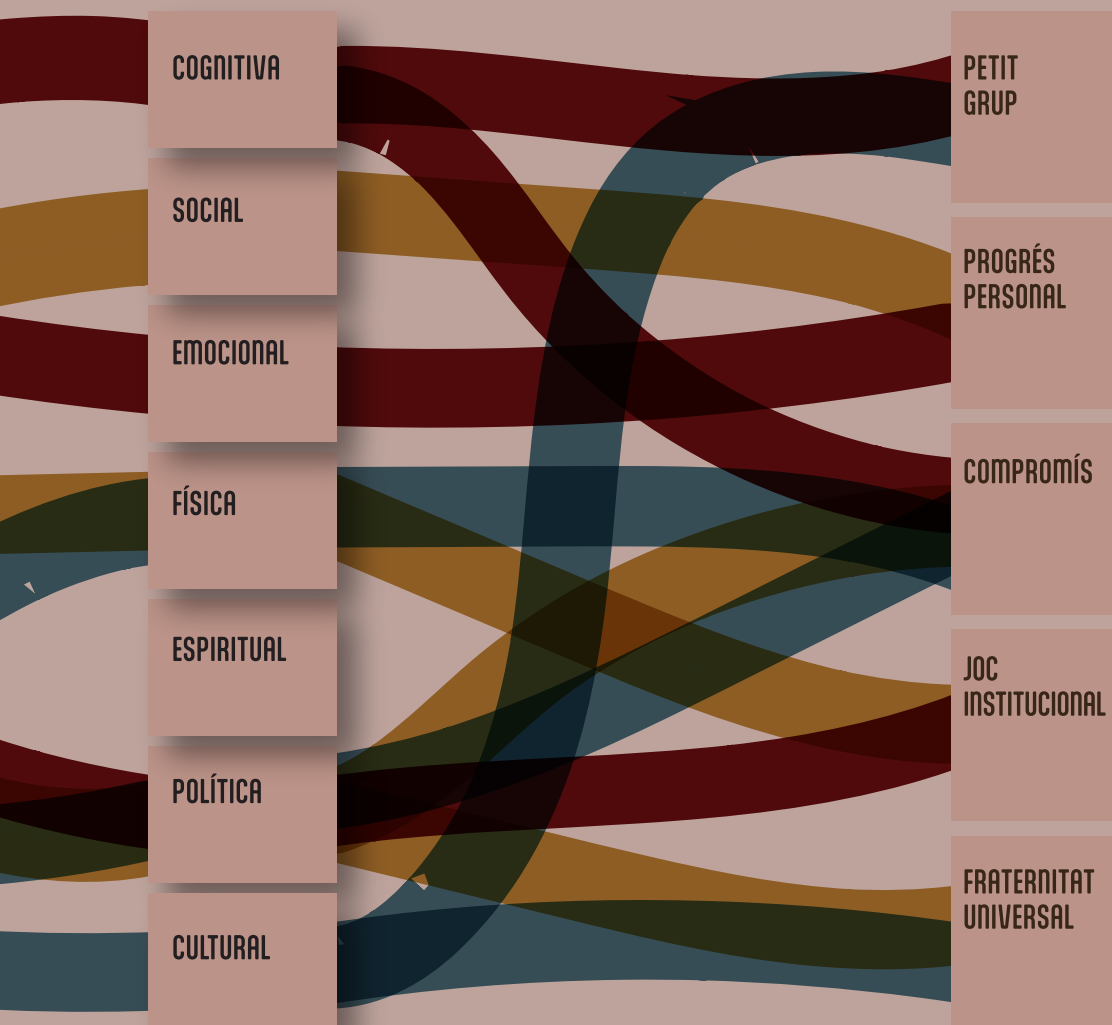 COGNITIVA
SOCIAL
EMOCIONAL
FÍSICA
ESPIRITUAL
POLÍTICA
CULTURAL
PETIT
GRUP
PROGRÉS
PERSONAL
COMPROMÍS
JOC
INSTITUCIONAL
FRATERNITAT
UNIVERSAL